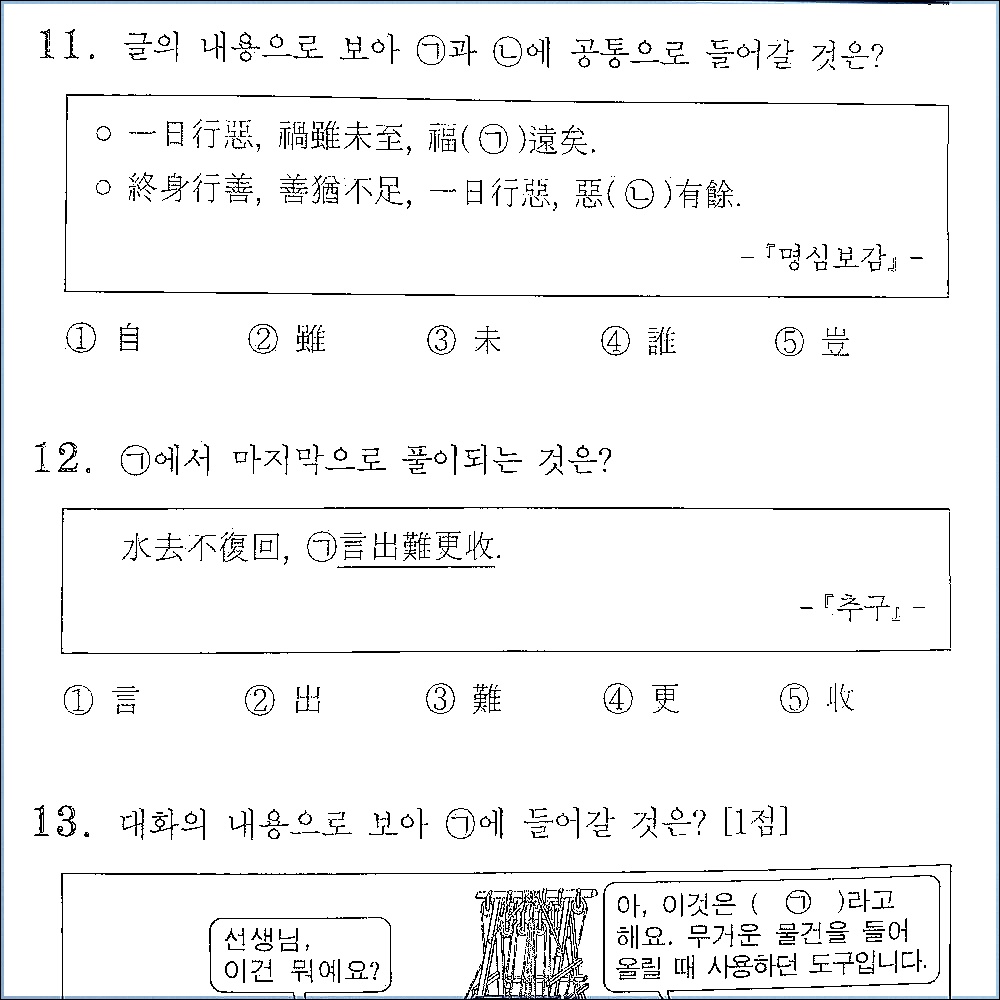 11. 글의 내용으로 보아 ㉠과 ㉡에 공통으로 들어갈 것은?
○ 一日行惡, 禍雖未至, 福( ㉠ )遠矣.
○ 終身行善, 善猶不足, 一日行惡, 惡( ㉡ )有餘.
-『명심보감』-
① 自 ② 雖 ③ 未 ④ 誰 ⑤ 豈
12. ㉠에서 마지막으로 풀이되는 것은?
水去不復回, ㉠言出難更收.
-『추구』-
① 言 ② 出 ③ 難 ④ 更 ⑤ 收
13. 대화의 내용으로 보아 ㉠에 들어갈 것은? [1점]
선생님,
이건 뭐예요?
아, 이것은 ( ㉠ )라고
해요. 무거운 물건을 들어
올릴 때 사용하던 도구입니다.